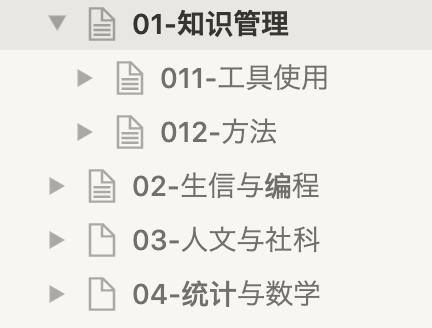 01-知识管理
011-工具使用
012-方法
02-生信与编程
03-人文与社科
04-统计与数学